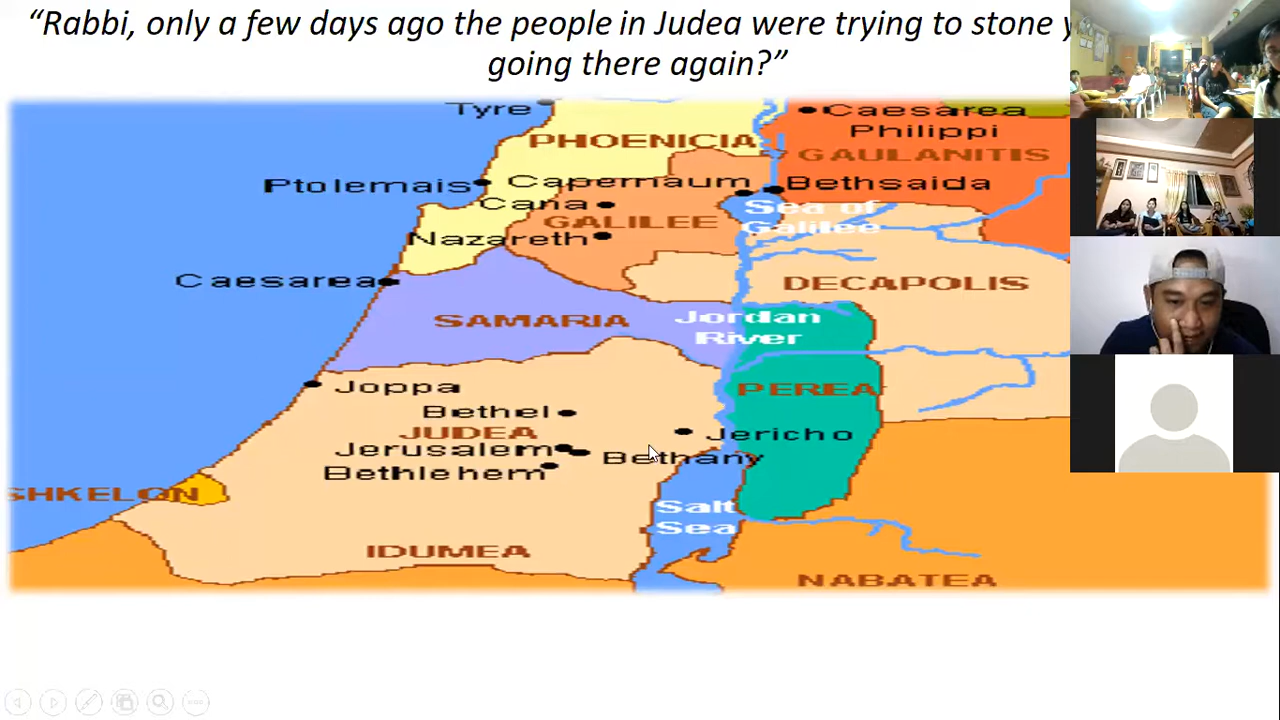 “Rabbi, only a few days ago the people in Judea were trying to stone
going there again?”
Tyre
Caesarea
Philippi
PHOENICIA
GAULANITIS
Ptolemais
Capernaum
Bethsaida
Cana
Sea of
Galilee
GALILEE
Nazareth
Caesarea
DECAPOLIS
SAMARIA
Jordan
River
Joppa
PEREA
Bethel
JUDEA
Jericho
Jerusalem
Bethany
Bethlehem
SHKELON
Salt
Sea
IDUMEA
NABATEA